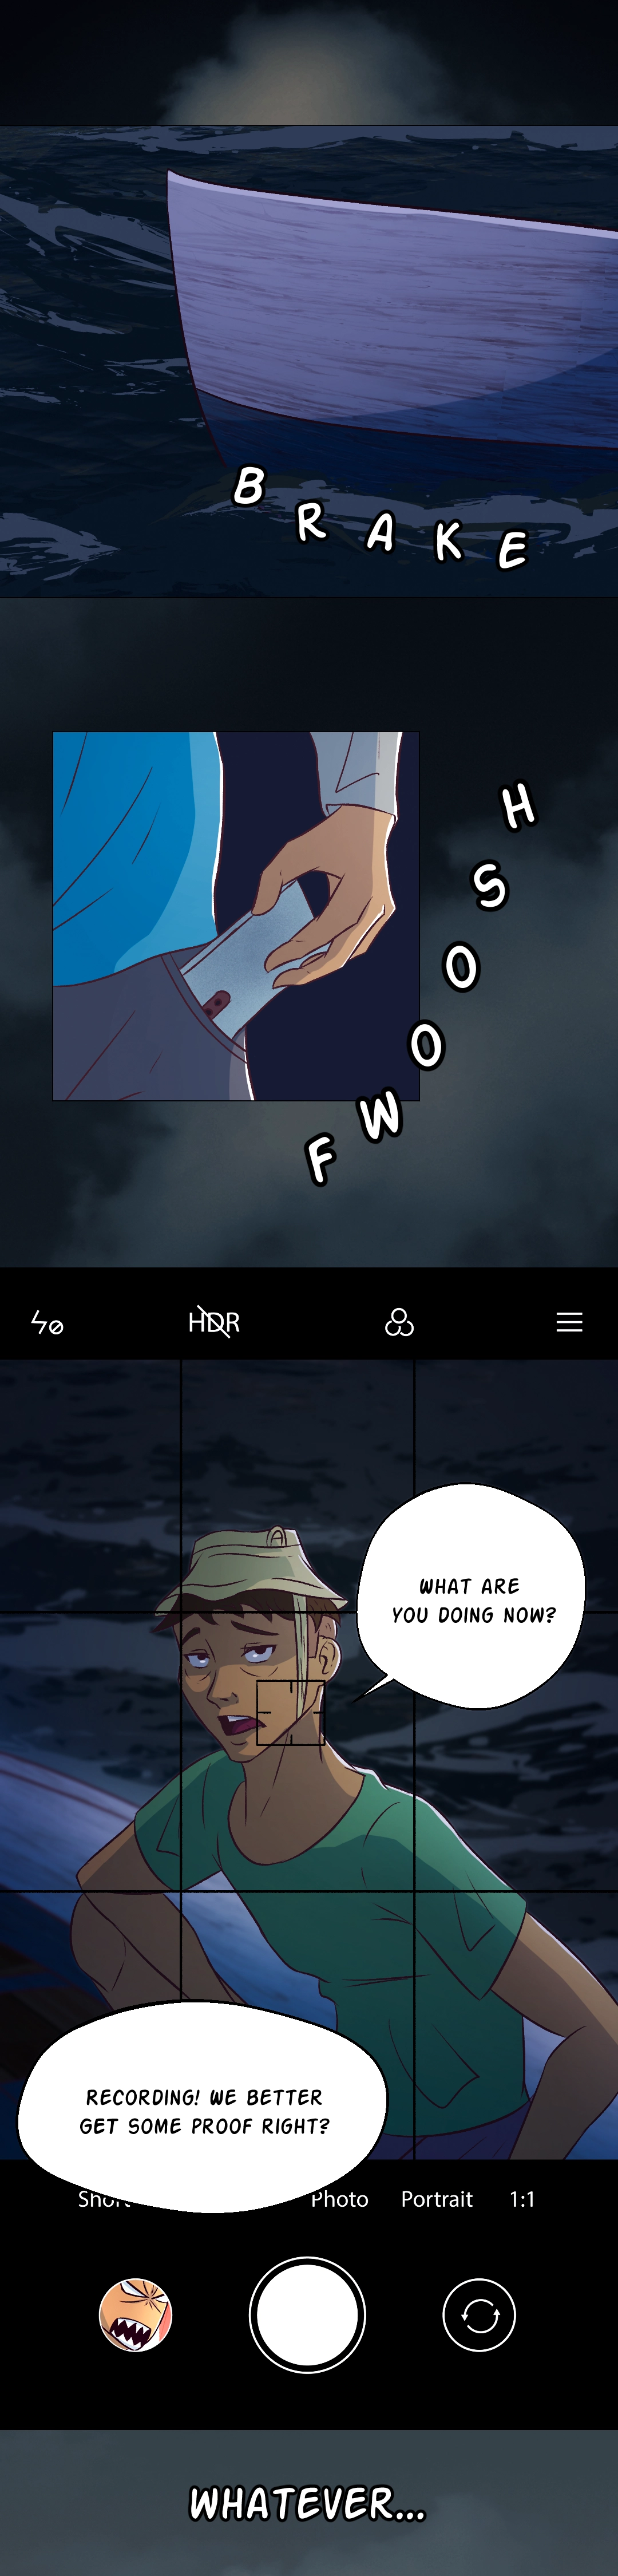 BRAKE
FWOOSH
HDR
WHAT ARE
YOU DOING NOW?
RECORDING! WE BETTER
GET SOME PROOF RIGHT?
Short Photo Portrait 1:1
WHATEVER...